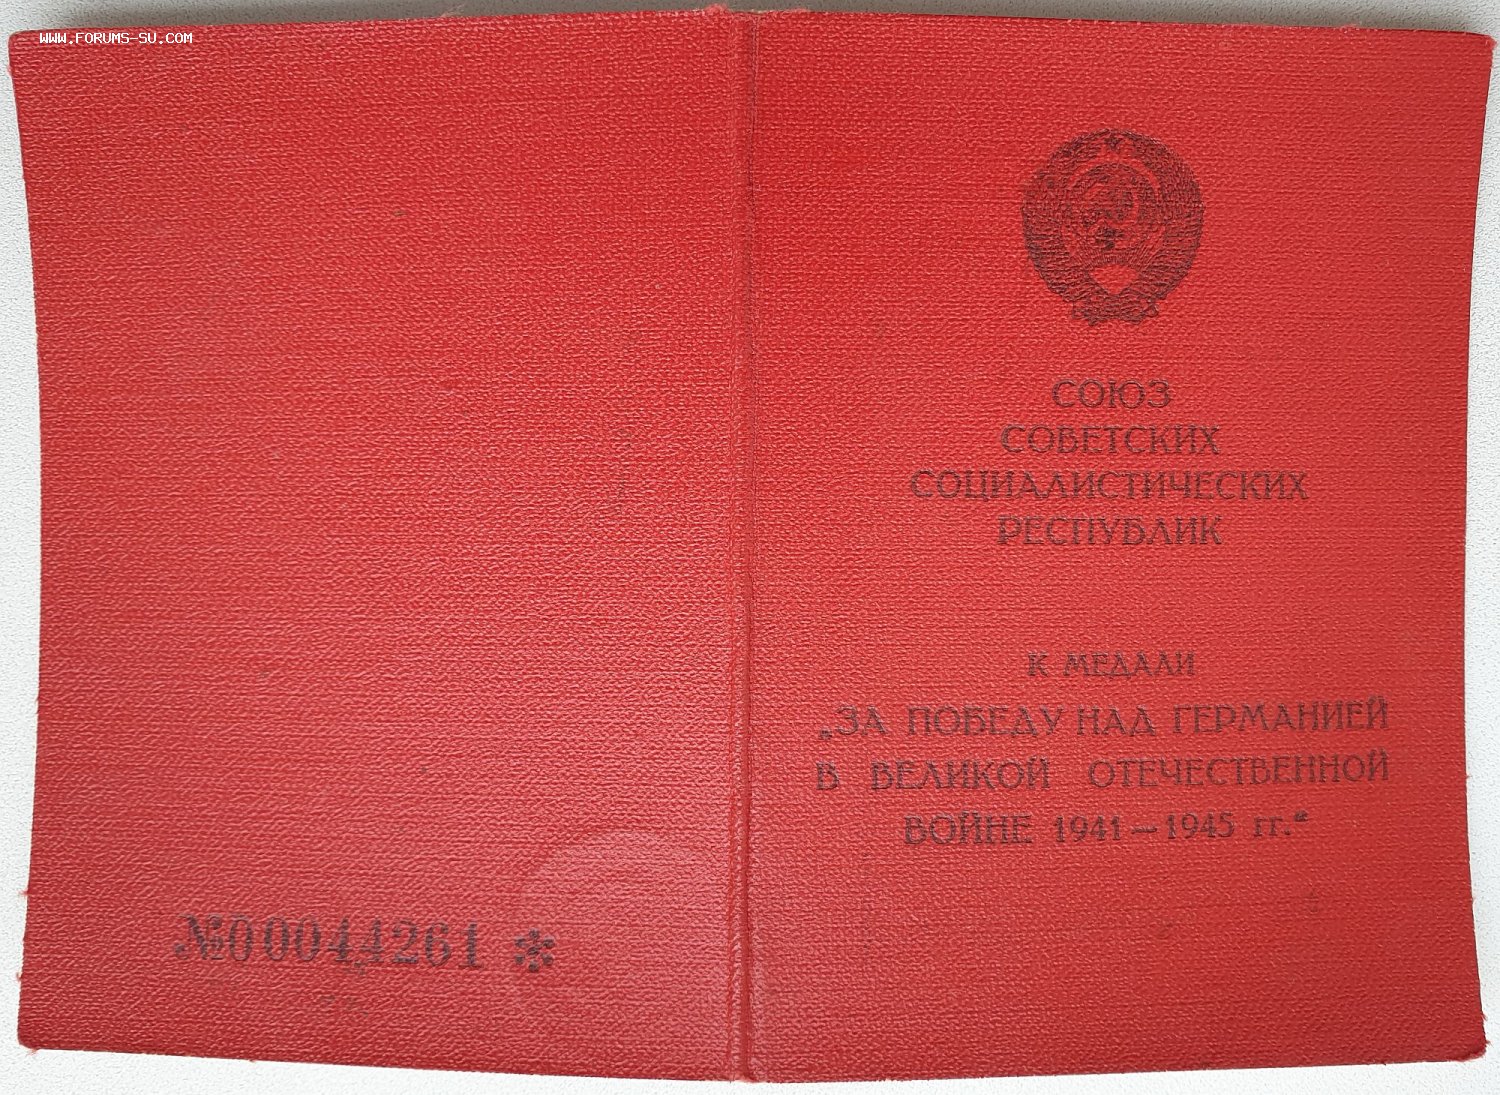 WWW.FORUMS-SU.COM
СОЮЗ
СОВЕТСКИХ
СОЦИАЛИСТИЧЕСКИХ
РЕСПУБЛИК
К МЕДАЛИ
„ЗА ПОБЕДУ НАД ГЕРМАНИЕЙ
В ВЕЛИКОЙ ОТЕЧЕСТВЕННОЙ
ВОЙНЕ 1941—1945 гг.“
№00044261 *